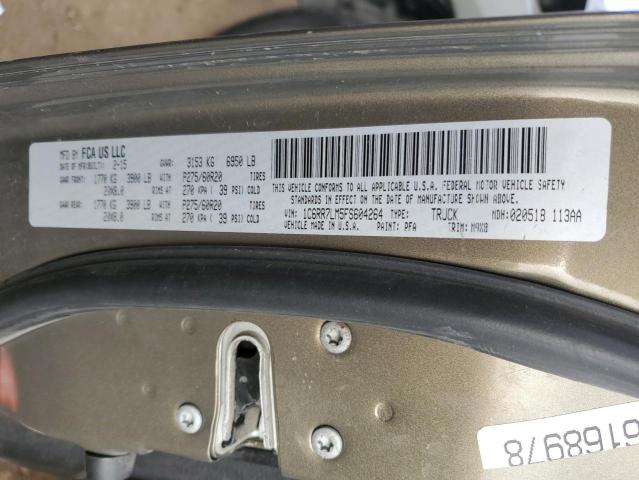 MFD BY FCA US LLC
DATE OF MFR(BUILT): 2-15 GVWR: 3153 KG 6950 LB
GAWR FRONT: 1770 KG 3900 LB WITH P275/60R20 TIRES
20X8.0 RIMS AT 270 KPA ( 39 PSI) COLD
GAWR REAR: 1770 KG 3900 LB WITH P275/60R20 TIRES
20X8.0 RIMS AT 270 KPA ( 39 PSI) COLD
THIS VEHICLE CONFORMS TO ALL APPLICABLE U.S.A. FEDERAL MOTOR VEHICLE SAFETY
STANDARDS IN EFFECT ON THE DATE OF MANUFACTURE SHOWN ABOVE.
VIN: 1C6RR7LM5FS604264 TYPE: TRUCK MDH: 020518 113AA
VEHICLE MADE IN U.S.A. PAINT: PFA TRIM: M9X8
6168978